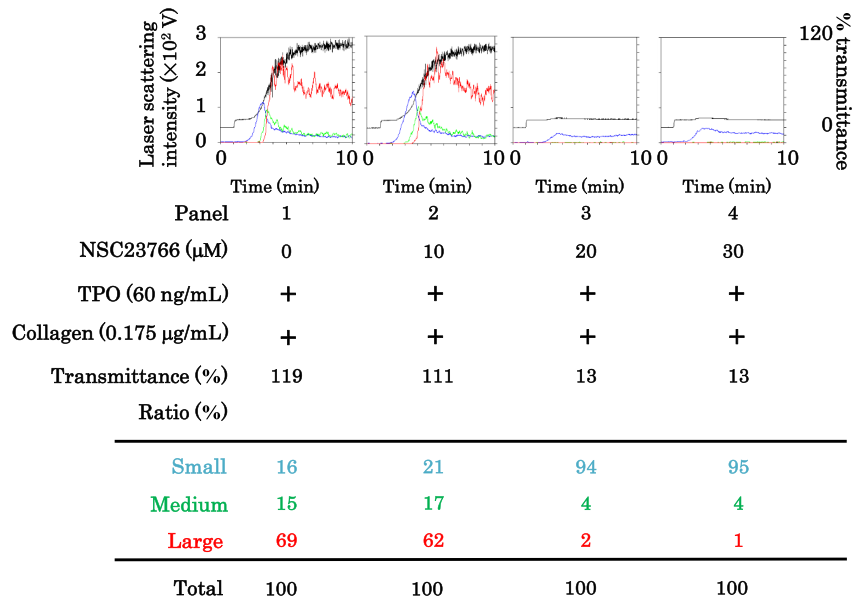 Laser scattering
intensity (×10² V)
3
2
1
0
0 10
0 10
0 10
0 10
120
0
% transmittance
Time (min) Time (min) Time (min) Time (min)
Panel 1 2 3 4
NSC23766 (μM) 0 10 20 30
TPO (60 ng/mL) + + + +
Collagen (0.175 μg/mL) + + + +
Transmittance (%) 119 111 13 13
Ratio (%)
Small 16 21 94 95
Medium 15 17 4 4
Large 69 62 2 1
Total 100 100 100 100